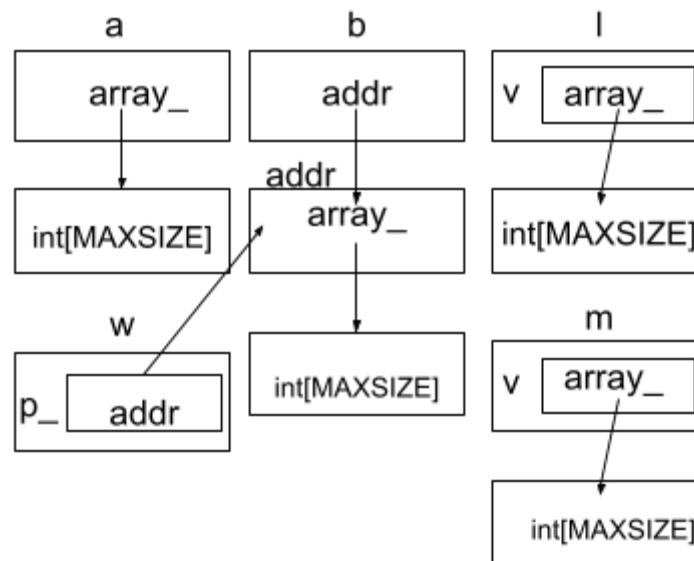 a
array_
int[MAXSIZE]
w
p_
addr
b
addr
addr
array_
int[MAXSIZE]
l
v
array_
int[MAXSIZE]
m
v
array_
int[MAXSIZE]